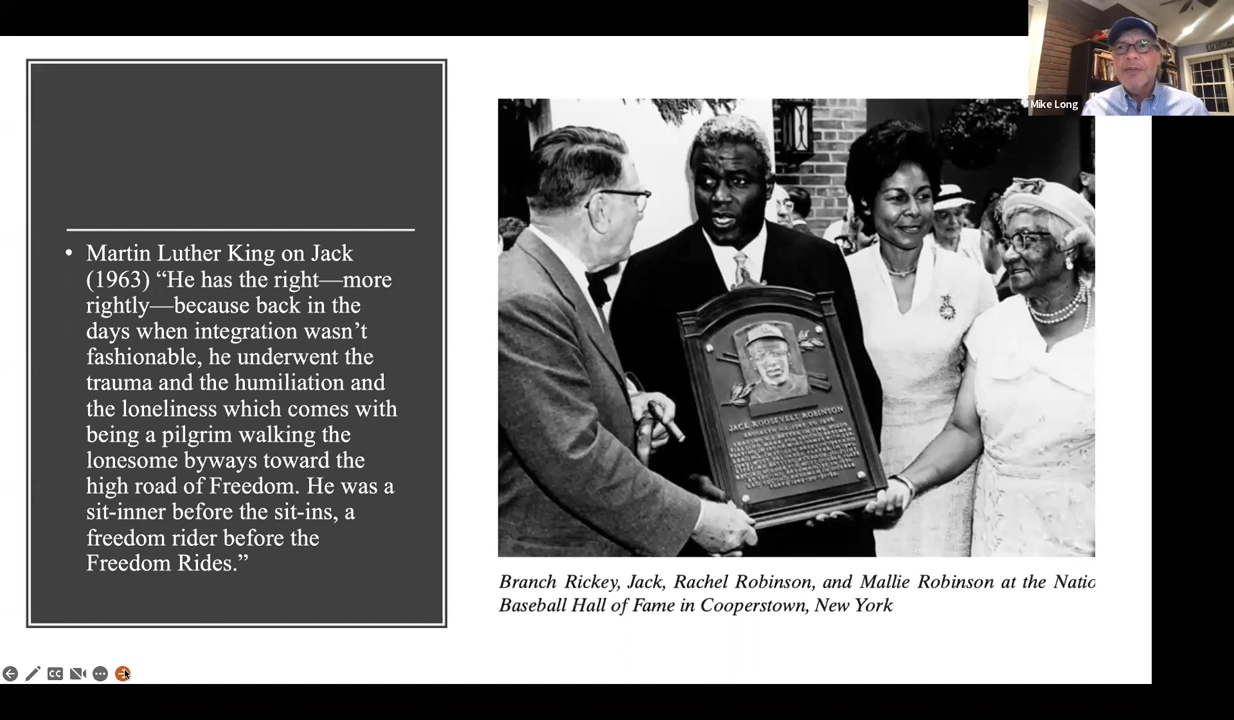 Mike Long
• Martin Luther King on Jack
(1963) “He has the right—more
rightly—because back in the
days when integration wasn’t
fashionable, he underwent the
trauma and the humiliation and
the loneliness which comes with
being a pilgrim walking the
lonesome byways toward the
high road of Freedom. He was a
sit-inner before the sit-ins, a
freedom rider before the
Freedom Rides.”
JACK ROOSEVELT ROBINSON
Branch Rickey, Jack, Rachel Robinson, and Mallie Robinson at the Natio
Baseball Hall of Fame in Cooperstown, New York
CC